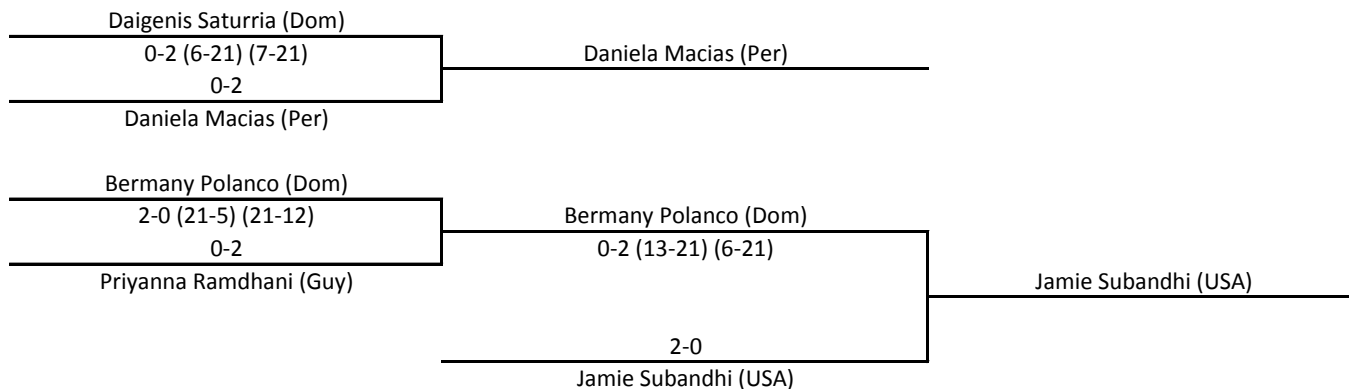 Daigenis Saturria (Dom)
0-2 (6-21) (7-21)
Daniela Macias (Per)
0-2
Daniela Macias (Per)
Bermany Polanco (Dom)
2-0 (21-5) (21-12)
Bermany Polanco (Dom)
0-2
0-2 (13-21) (6-21)
Priyanna Ramdhani (Guy)
Jamie Subandhi (USA)
2-0
Jamie Subandhi (USA)